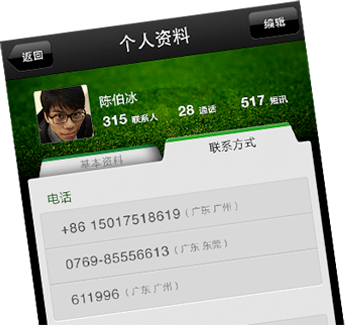 返回
个人资料
编辑
陈伯冰
315 联系人 28 通话 517 短讯
基本资料
联系方式
电话
+86 15017518619 ( 广东 广州 )
0769-85556613 ( 广东 东莞 )
611996 ( 广东 广州 )